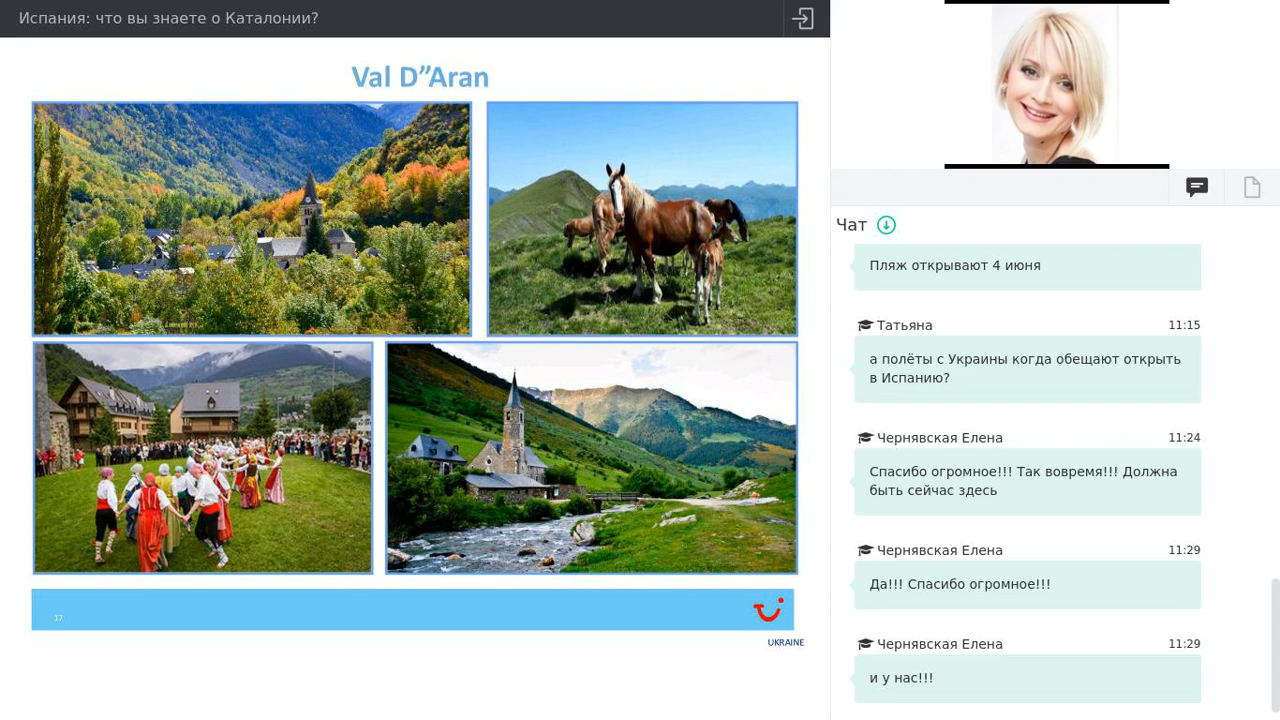 Испания: что вы знаете о Каталонии?
Val D”Aran
17
UKRAINE
Чат
Пляж открывают 4 июня
Татьяна 11:15
а полёты с Украины когда обещают открыть
в Испанию?
Чернявская Елена 11:24
Спасибо огромное!!! Так вовремя!!! Должна
быть сейчас здесь
Чернявская Елена 11:29
Да!!! Спасибо огромное!!!
Чернявская Елена 11:29
и у нас!!!